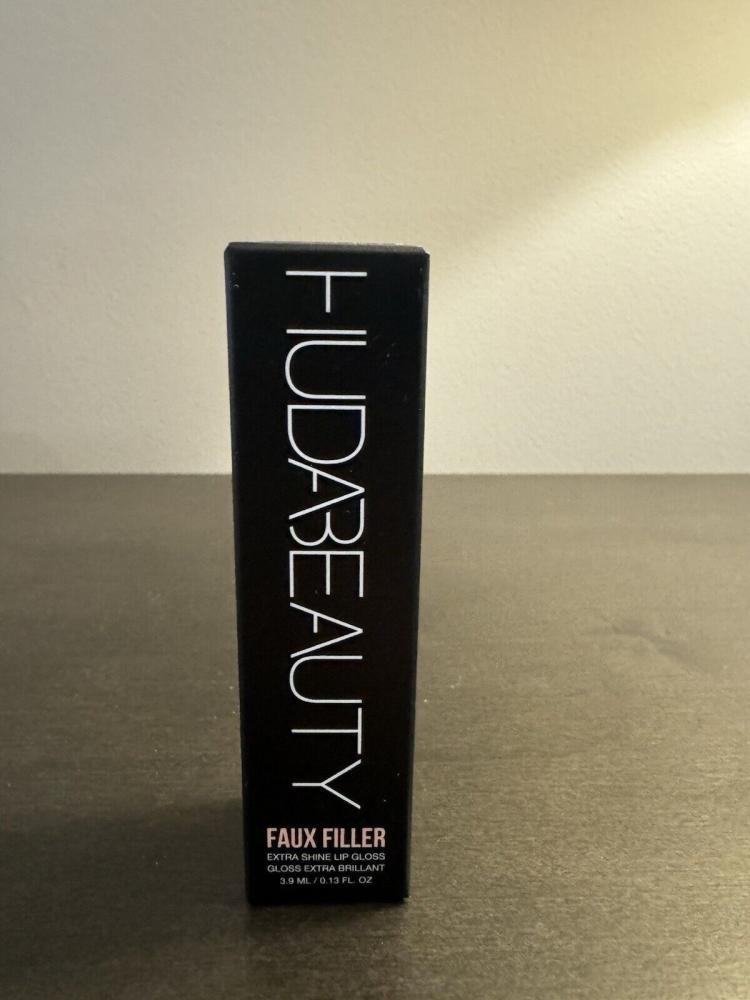 HUDABEAUTY
FAUX FILLER
EXTRA SHINE LIP GLOSS
GLOSS EXTRA BRILLANT
3.9 ML / 0.13 FL. OZ